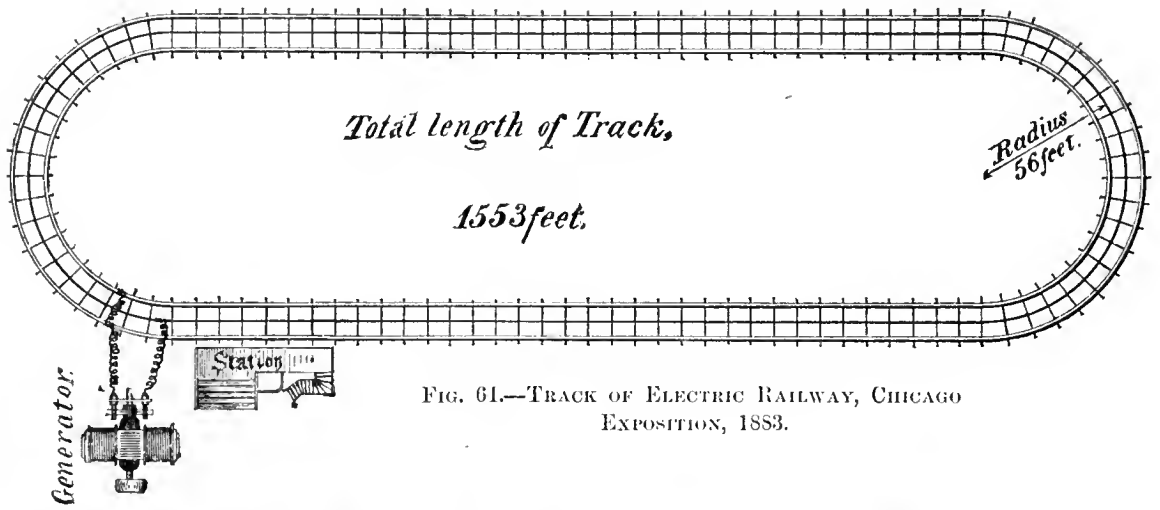 Total length of Track,
1553 feet.
Radius
56 feet.
Station
Generator.
FIG. 61.—TRACK OF ELECTRIC RAILWAY, CHICAGO
EXPOSITION, 1883.